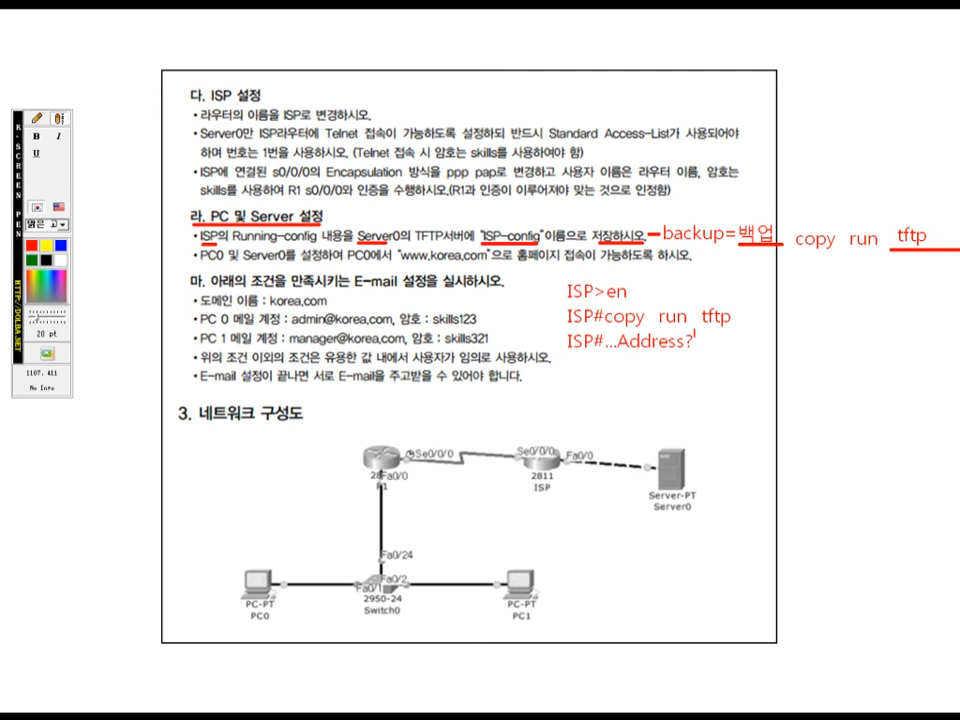 다. ISP 설정
• 라우터의 이름을 ISP로 변경하시오.
• Server0만 ISP라우터에 Telnet 접속이 가능하도록 설정하되 반드시 Standard Access-List가 사용되어야
하며 번호는 1번을 사용하시오. (Telnet 접속 시 암호는 skills를 사용하여야 함)
• ISP에 연결된 s0/0/0의 Encapsulation 방식을 ppp pap로 변경하고 사용자 이름은 라우터 이름, 암호는
skills를 사용하여 R1 s0/0/0와 인증을 수행하시오.(R1과 인증이 이루어져야 맞는 것으로 인정함)
라. PC 및 Server 설정
• ISP의 Running-config 내용을 Server0의 TFTP서버에 "ISP-config"이름으로 저장하시오. backup=백업 copy run tftp
• PC0 및 Server0를 설정하여 PC0에서 "www.korea.com"으로 홈페이지 접속이 가능하도록 하시오.
마. 아래의 조건을 만족시키는 E-mail 설정을 실시하시오.
• 도메인 이름 : korea.com
• PC 0 메일 계정 : admin@korea.com, 암호 : skills123
• PC 1 메일 계정 : manager@korea.com, 암호 : skills321
• 위의 조건 이외의 조건은 유용한 값 내에서 사용자가 임의로 사용하시오.
• E-mail 설정이 끝나면 서로 E-mail을 주고받을 수 있어야 합니다.
ISP>en
ISP#copy run tftp
ISP#...Address?
3. 네트워크 구성도
Se0/0/0
Fa0/0
R1
Se0/0/0
Fa0/0
2811
ISP
Server-PT
Server0
Fa0/24
Fa0/2
Fa0/1
2950-24
Switch0
PC-PT
PC0
PC-PT
PC1
K-SCREEN PEN
HTTP://DOLBA.NET
B I
U
맑은 고
20 pt
1107, 411
No Info